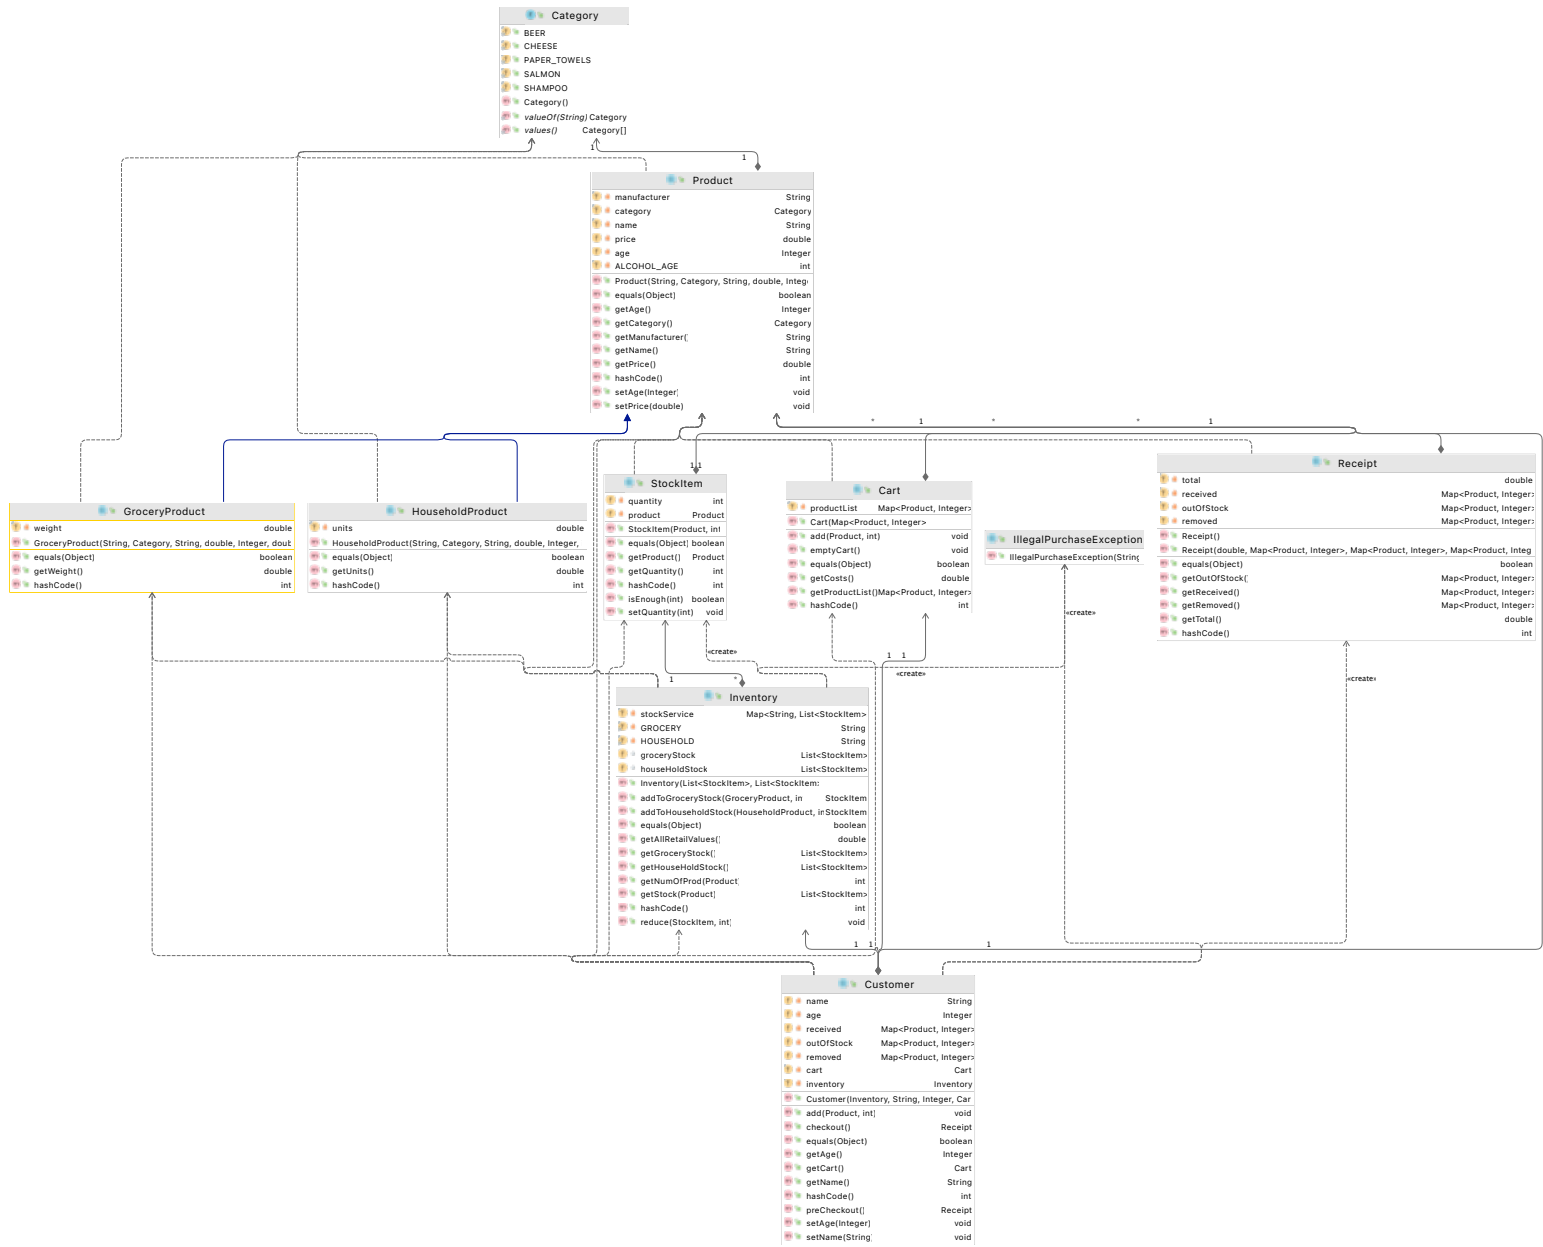 Category
BEER
CHEESE
PAPER_TOWELS
SALMON
SHAMPOO
Category()
valueOf(String) Category
values() Category[]
1
1
Product
manufacturer String
category Category
name String
price double
age Integer
ALCOHOL_AGE int
Product(String, Category, String, double, Intege
equals(Object) boolean
getAge() Integer
getCategory() Category
getManufacturer() String
getName() String
getPrice() double
hashCode() int
setAge(Integer) void
setPrice(double) void
* 1 * * 1
1 1
GroceryProduct
weight double
GroceryProduct(String, Category, String, double, Integer, doub
equals(Object) boolean
getWeight() double
hashCode() int
HouseholdProduct
units double
HouseholdProduct(String, Category, String, double, Integer,
equals(Object) boolean
getUnits() double
hashCode() int
StockItem
quantity int
product Product
StockItem(Product, int
equals(Object) boolean
getProduct() Product
getQuantity() int
hashCode() int
isEnough(int) boolean
setQuantity(int) void
Cart
productList Map<Product, Integer>
Cart(Map<Product, Integer>
add(Product, int) void
emptyCart() void
equals(Object) boolean
getCosts() double
getProductList() Map<Product, Integer>
hashCode() int
IllegalPurchaseException
IllegalPurchaseException(String
Receipt
total double
received Map<Product, Integer>
outOfStock Map<Product, Integer>
removed Map<Product, Integer>
Receipt()
Receipt(double, Map<Product, Integer>, Map<Product, Integer>, Map<Product, Integ
equals(Object) boolean
getOutOfStock() Map<Product, Integer>
getReceived() Map<Product, Integer>
getRemoved() Map<Product, Integer>
getTotal() double
hashCode() int
«create»
«create»
1 1
«create»
«create»
1 *
Inventory
stockService Map<String, List<StockItem>
GROCERY String
HOUSEHOLD String
groceryStock List<StockItem>
houseHoldStock List<StockItem>
Inventory(List<StockItem>, List<StockItem>
addToGroceryStock(GroceryProduct, in StockItem
addToHouseholdStock(HouseholdProduct, in StockItem
equals(Object) boolean
getAllRetailValues() double
getGroceryStock() List<StockItem>
getHouseHoldStock() List<StockItem>
getNumOfProd(Product) int
getStock(Product) List<StockItem>
hashCode() int
reduce(StockItem, int) void
1 1 1
Customer
name String
age Integer
received Map<Product, Integer>
outOfStock Map<Product, Integer>
removed Map<Product, Integer>
cart Cart
inventory Inventory
Customer(Inventory, String, Integer, Car
add(Product, int) void
checkout() Receipt
equals(Object) boolean
getAge() Integer
getCart() Cart
getName() String
hashCode() int
preCheckout() Receipt
setAge(Integer) void
setName(String) void